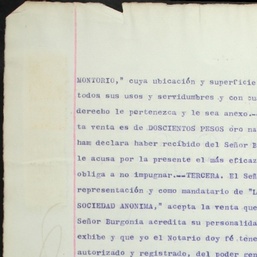 MONTORIO," cuya ubicación y superficie
todos sus usos y servidumbres y con cu
derecho le pertenezca y le sea anexo.--
ta venta es de DOSCIENTOS PESOS óro na
ham declara haber recibido del Señor B
le acusa por la presente el más eficaz
obliga a no impugnar.--TERCERA. El Señ
representación y como mandatario de "L
SOCIEDAD ANONIMA," acepta la venta que
Señor Burgonia acredita su personalida
exhibe y que yo el Notario doy fé tene
autorizado y registrado, del poder gen